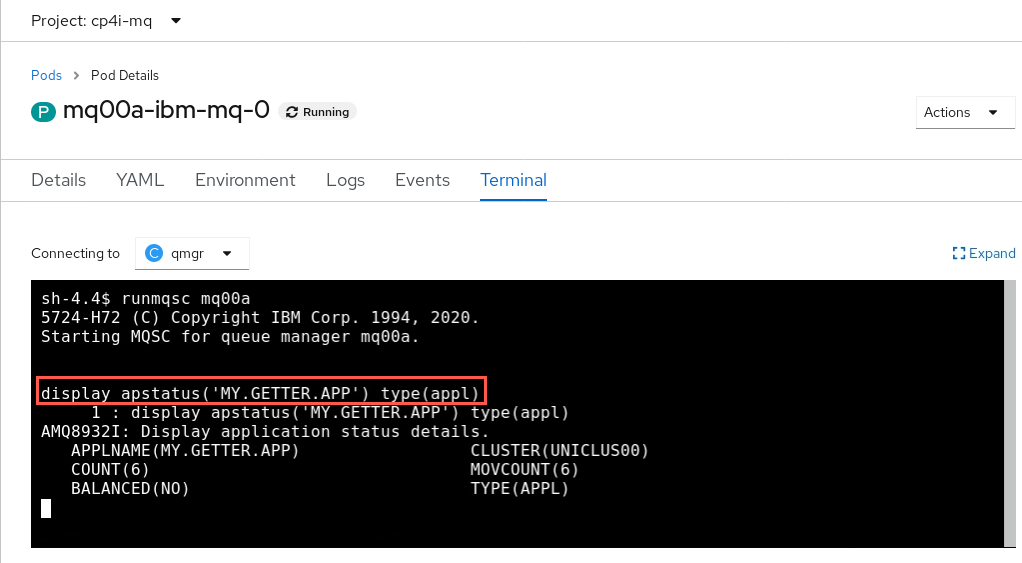 Project: cp4i-mq
Pods > Pod Details
P mq00a-ibm-mq-0 Running
Actions
Details YAML Environment Logs Events Terminal
Connecting to C qmgr
Expand
sh-4.4$ runmqsc mq00a
5724-H72 (C) Copyright IBM Corp. 1994, 2020.
Starting MQSC for queue manager mq00a.
display apstatus('MY.GETTER.APP') type(appl)
1 : display apstatus('MY.GETTER.APP') type(appl)
AMQ8932I: Display application status details.
APPLNAME(MY.GETTER.APP) CLUSTER(UNICLUS00)
COUNT(6) MOVCOUNT(6)
BALANCED(NO) TYPE(APPL)